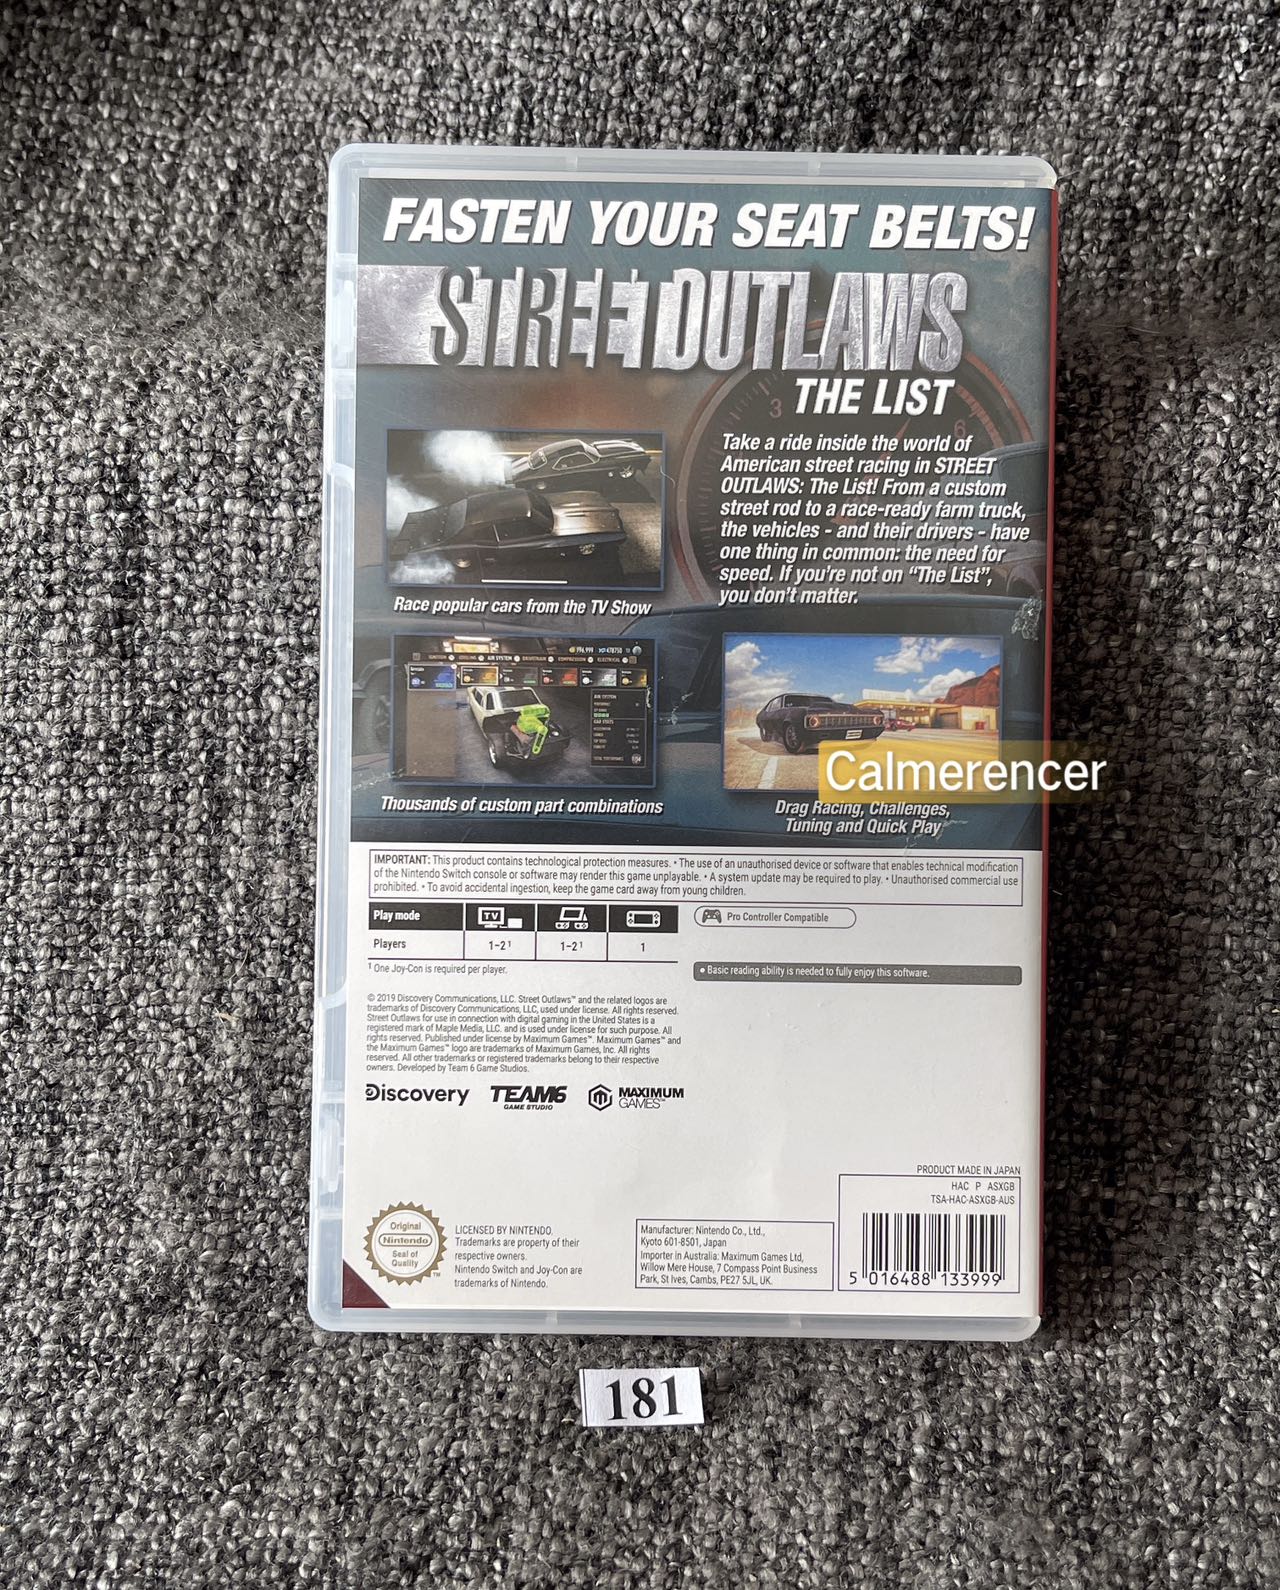 FASTEN YOUR SEAT BELTS!
STREET OUTLAWS
THE LIST
3
6
Take a ride inside the world of
American street racing in STREET
OUTLAWS: The List! From a custom
street rod to a race-ready farm truck,
the vehicles - and their drivers - have
one thing in common: the need for
speed. If you're not on "The List",
you don't matter.
Race popular cars from the TV Show
AIR SYSTEM
Thousands of custom part combinations
Calmerencer
Drag Racing, Challenges,
Tuning and Quick Play
IMPORTANT: This product contains technological protection measures. • The use of an unauthorised device or software that enables technical modification
of the Nintendo Switch console or software may render this game unplayable. • A system update may be required to play. • Unauthorised commercial use
prohibited. • To avoid accidental ingestion, keep the game card away from young children.
Play mode TV
Players 1-2¹ 1-2¹ 1
¹ One Joy-Con is required per player.
Pro Controller Compatible
• Basic reading ability is needed to fully enjoy this software.
© 2019 Discovery Communications, LLC. Street Outlaws™ and the related logos are
trademarks of Discovery Communications, LLC, used under license. All rights reserved.
Street Outlaws for use in connection with digital gaming in the United States is a
registered mark of Maple Media, LLC. and is used under license for such purpose. All
rights reserved. Published under license by Maximum Games™. Maximum Games™ and
the Maximum Games™ logo are trademarks of Maximum Games, Inc. All rights
reserved. All other trademarks or registered trademarks belong to their respective
owners. Developed by Team 6 Game Studios.
Discovery TEAM6 GAME STUDIO MAXIMUM GAMES™
PRODUCT MADE IN JAPAN
HAC P ASXGB
TSA-HAC-ASXGB-AUS
Original
Nintendo
Seal of
Quality
TM
LICENSED BY NINTENDO.
Trademarks are property of their
respective owners.
Nintendo Switch and Joy-Con are
trademarks of Nintendo.
Manufacturer: Nintendo Co., Ltd.,
Kyoto 601-8501, Japan
Importer in Australia: Maximum Games Ltd,
Willow Mere House, 7 Compass Point Business
Park, St Ives, Cambs, PE27 5JL, UK.
5 016488 133999
181